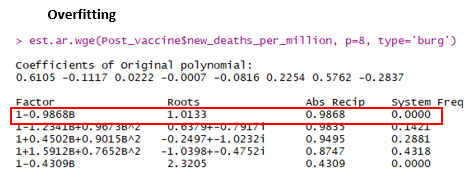 Overfitting
> est.ar.wge(Post_vaccine$new_deaths_per_million, p=8, type='burg')
Coefficients of Original polynomial:
0.6105 -0.1117 0.0222 -0.0007 -0.0816 0.2254 0.5762 -0.2837
Factor Roots Abs Recip System Freq
1-0.9868B 1.0133 0.9868 0.0000
1-1.2341B+0.9673B^2 0.6379+-0.7917i 0.9835 0.1421
1+0.4502B+0.9015B^2 -0.2497+-1.0232i 0.9495 0.2881
1+1.5912B+0.7652B^2 -1.0398+-0.4752i 0.8747 0.4318
1-0.4309B 2.3205 0.4309 0.0000